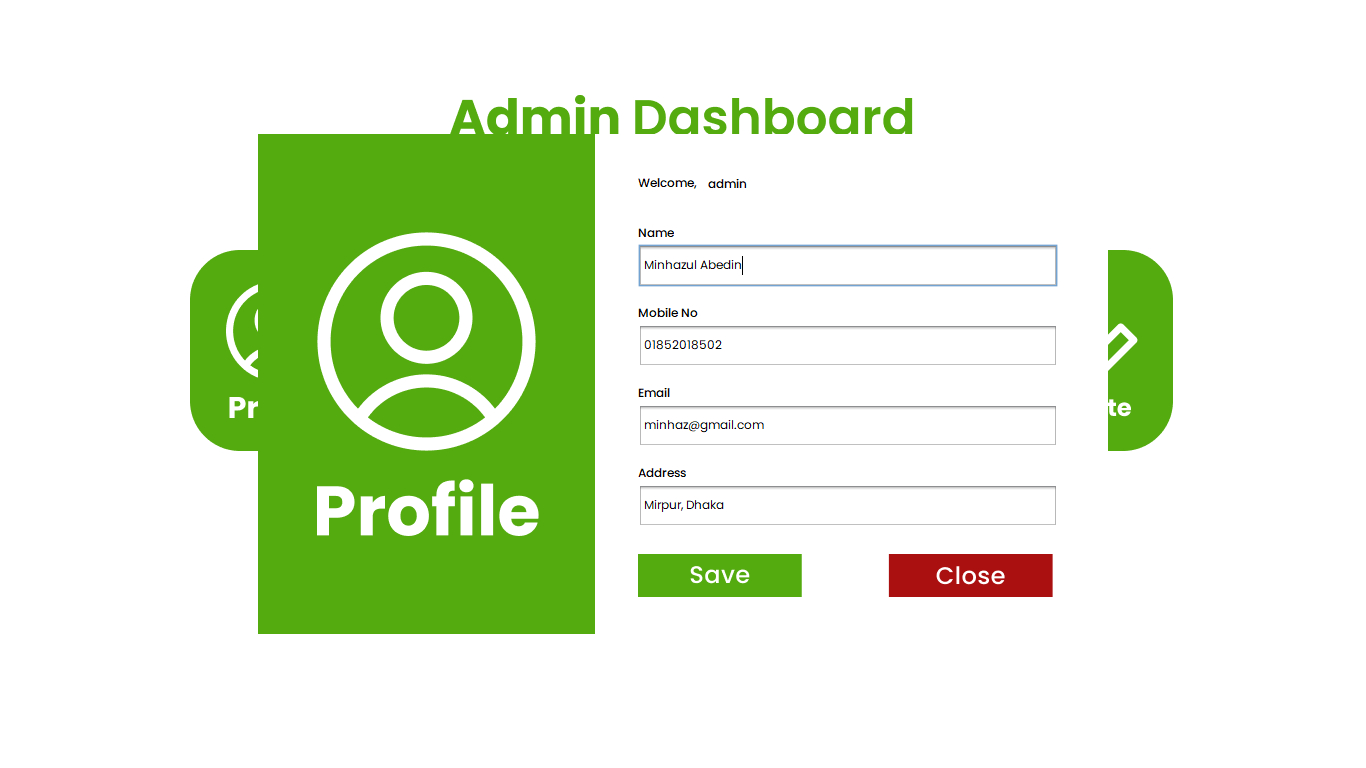 Admin Dashboard
Welcome, admin
Name
Minhazul Abedin
Mobile No
01852018502
Email
minhaz@gmail.com
Address
Mirpur, Dhaka
Save
Close
Profile
Pr
te